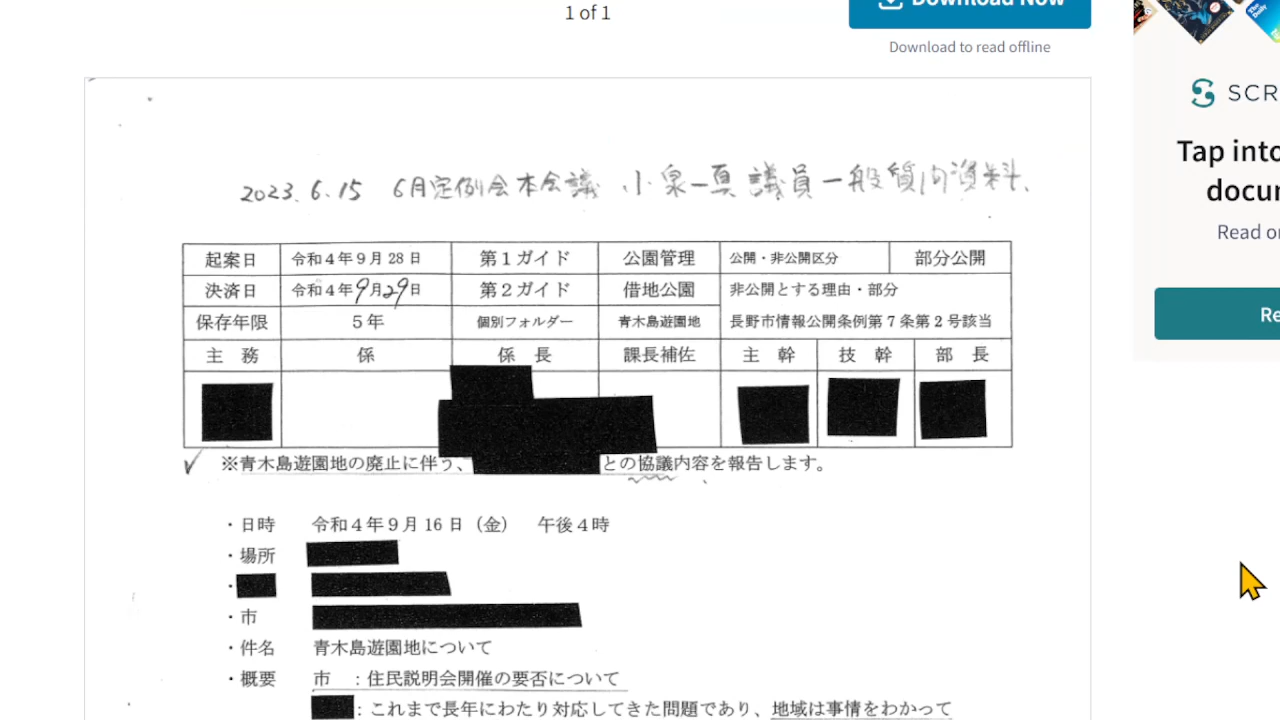 1 of 1
Download Now
Download to read offline
SCR
Tap into
docum
Read o
Re
2023.6.15 6月定例会本会議 小泉一真議員一般質問資料
起案日 令和4年9月28日 第1ガイド 公園管理 公開・非公開区分 部分公開
決済日 令和4年9月29日 第2ガイド 借地公園 非公開とする理由・部分
保存年限 5年 個別フォルダー 青木島遊園地 長野市情報公開条例第7条第2号該当
主 務 係 係 長 課長補佐 主 幹 技 幹 部 長
※青木島遊園地の廃止に伴う、 との協議内容を報告します。
・日時 令和4年9月16日（金） 午後4時
・場所
・
・市
・件名 青木島遊園地について
・概要 市 ：住民説明会開催の要否について
：これまで長年にわたり対応してきた問題であり、地域は事情をわかって